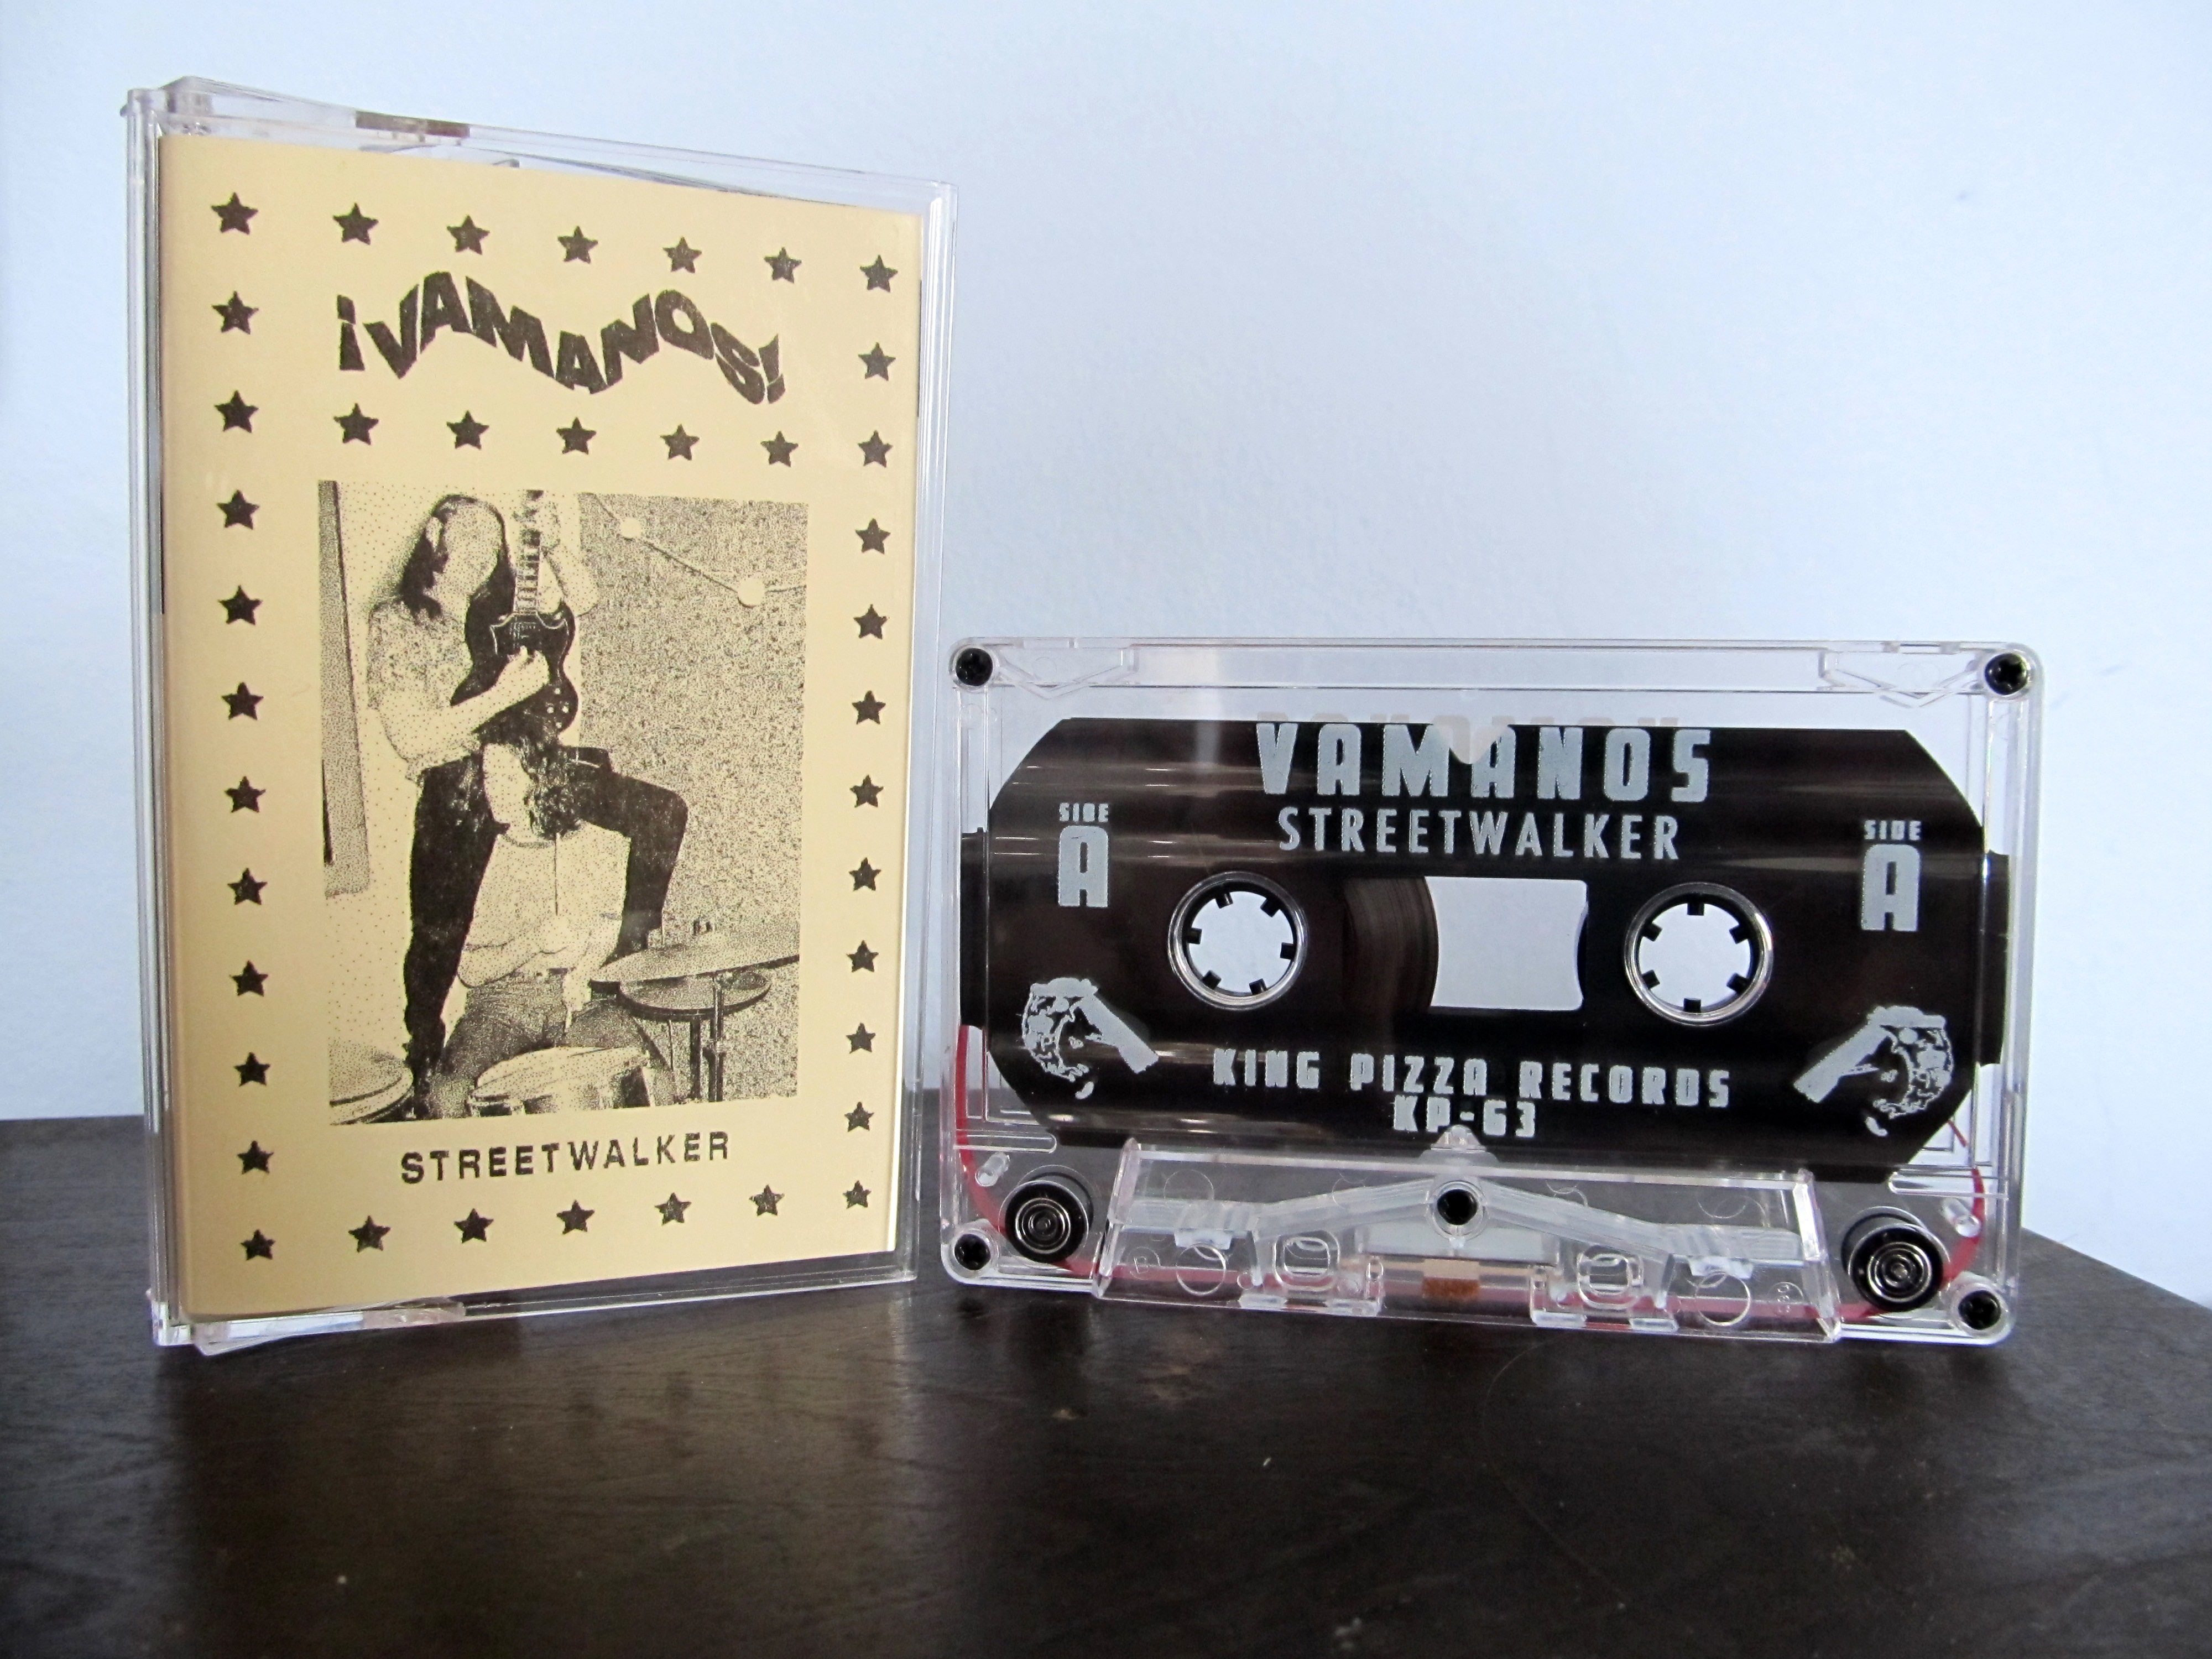 ¡VAMANOS!
STREETWALKER
VAMANOS
STREETWALKER
SIDE
A
SIDE
A
KING PIZZA RECORDS
KP-63